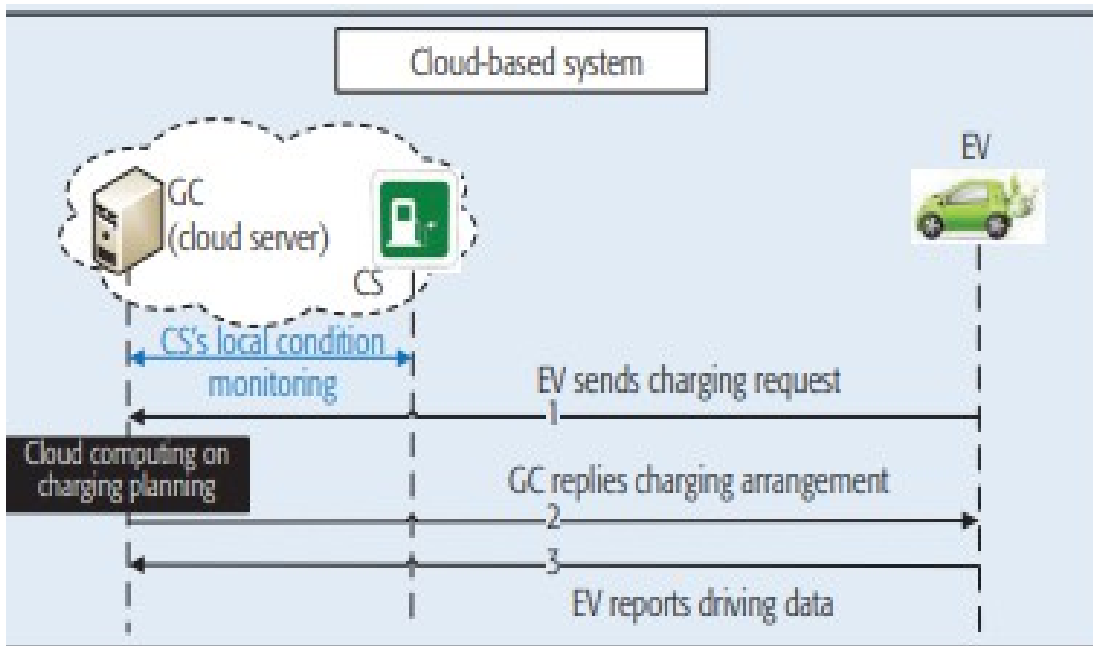 Cloud-based system
EV
GC
(cloud server)
CS
CS's local condition
monitoring
EV sends charging request
1
Cloud computing on
charging planning
GC replies charging arrangement
2
3
EV reports driving data